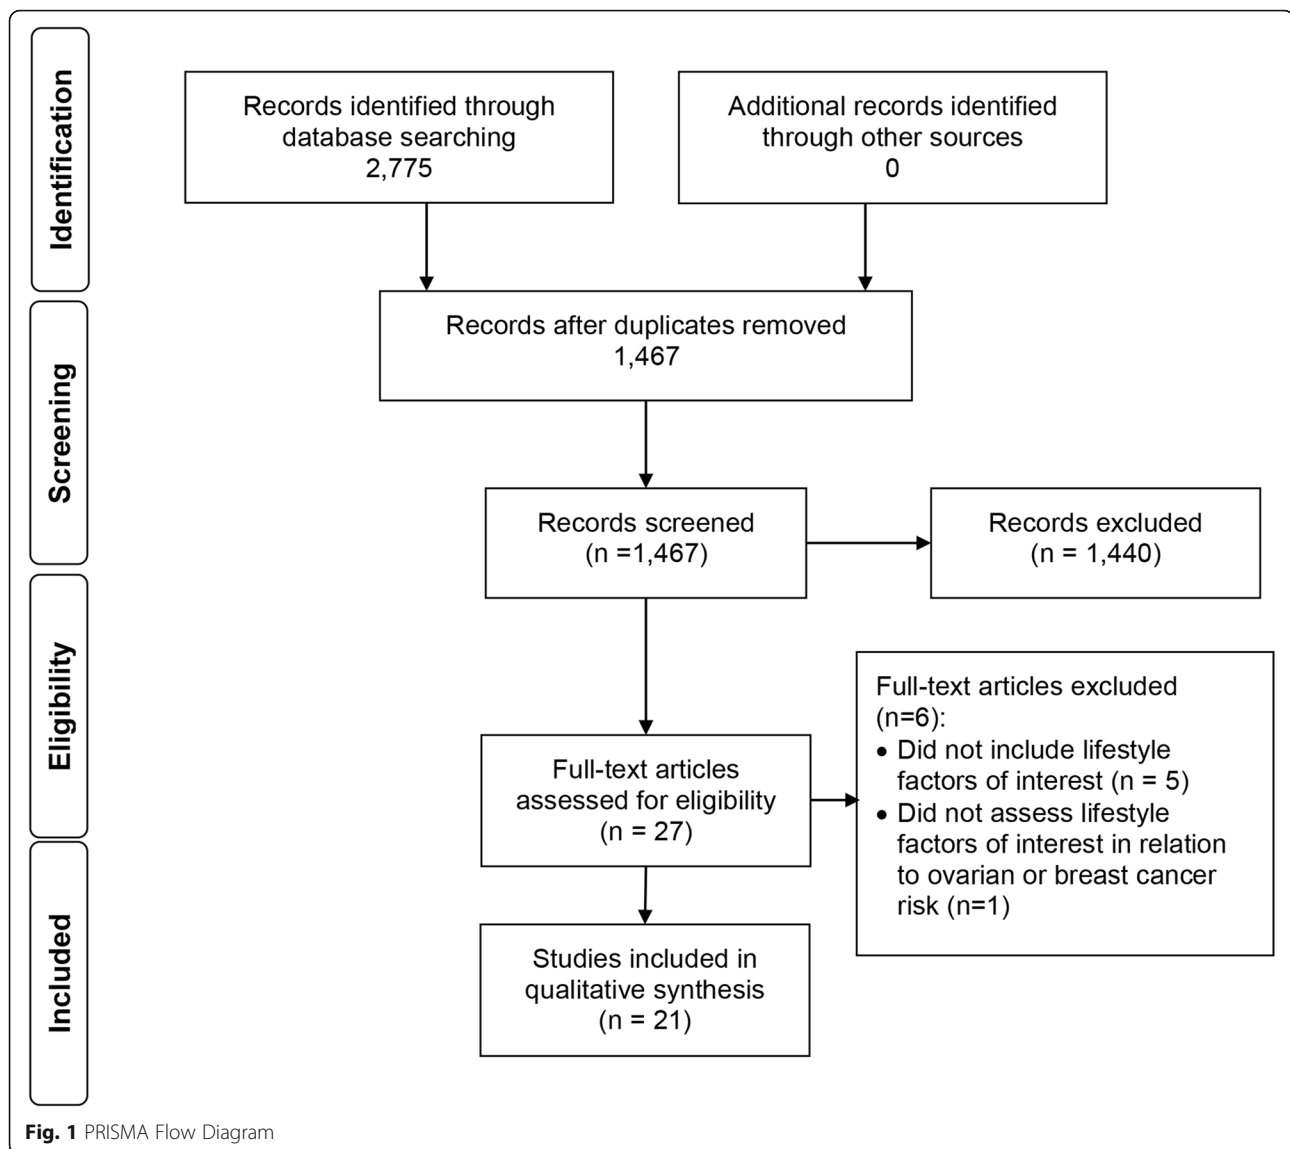 Identification
Records identified through
database searching
2,775
Additional records identified
through other sources
0
Records after duplicates removed
1,467
Screening
Records screened
(n =1,467)
Records excluded
(n = 1,440)
Eligibility
Full-text articles
assessed for eligibility
(n = 27)
Full-text articles excluded
(n=6):
• Did not include lifestyle
factors of interest (n = 5)
• Did not assess lifestyle
factors of interest in relation
to ovarian or breast cancer
risk (n=1)
Included
Studies included in
qualitative synthesis
(n = 21)
Fig. 1 PRISMA Flow Diagram